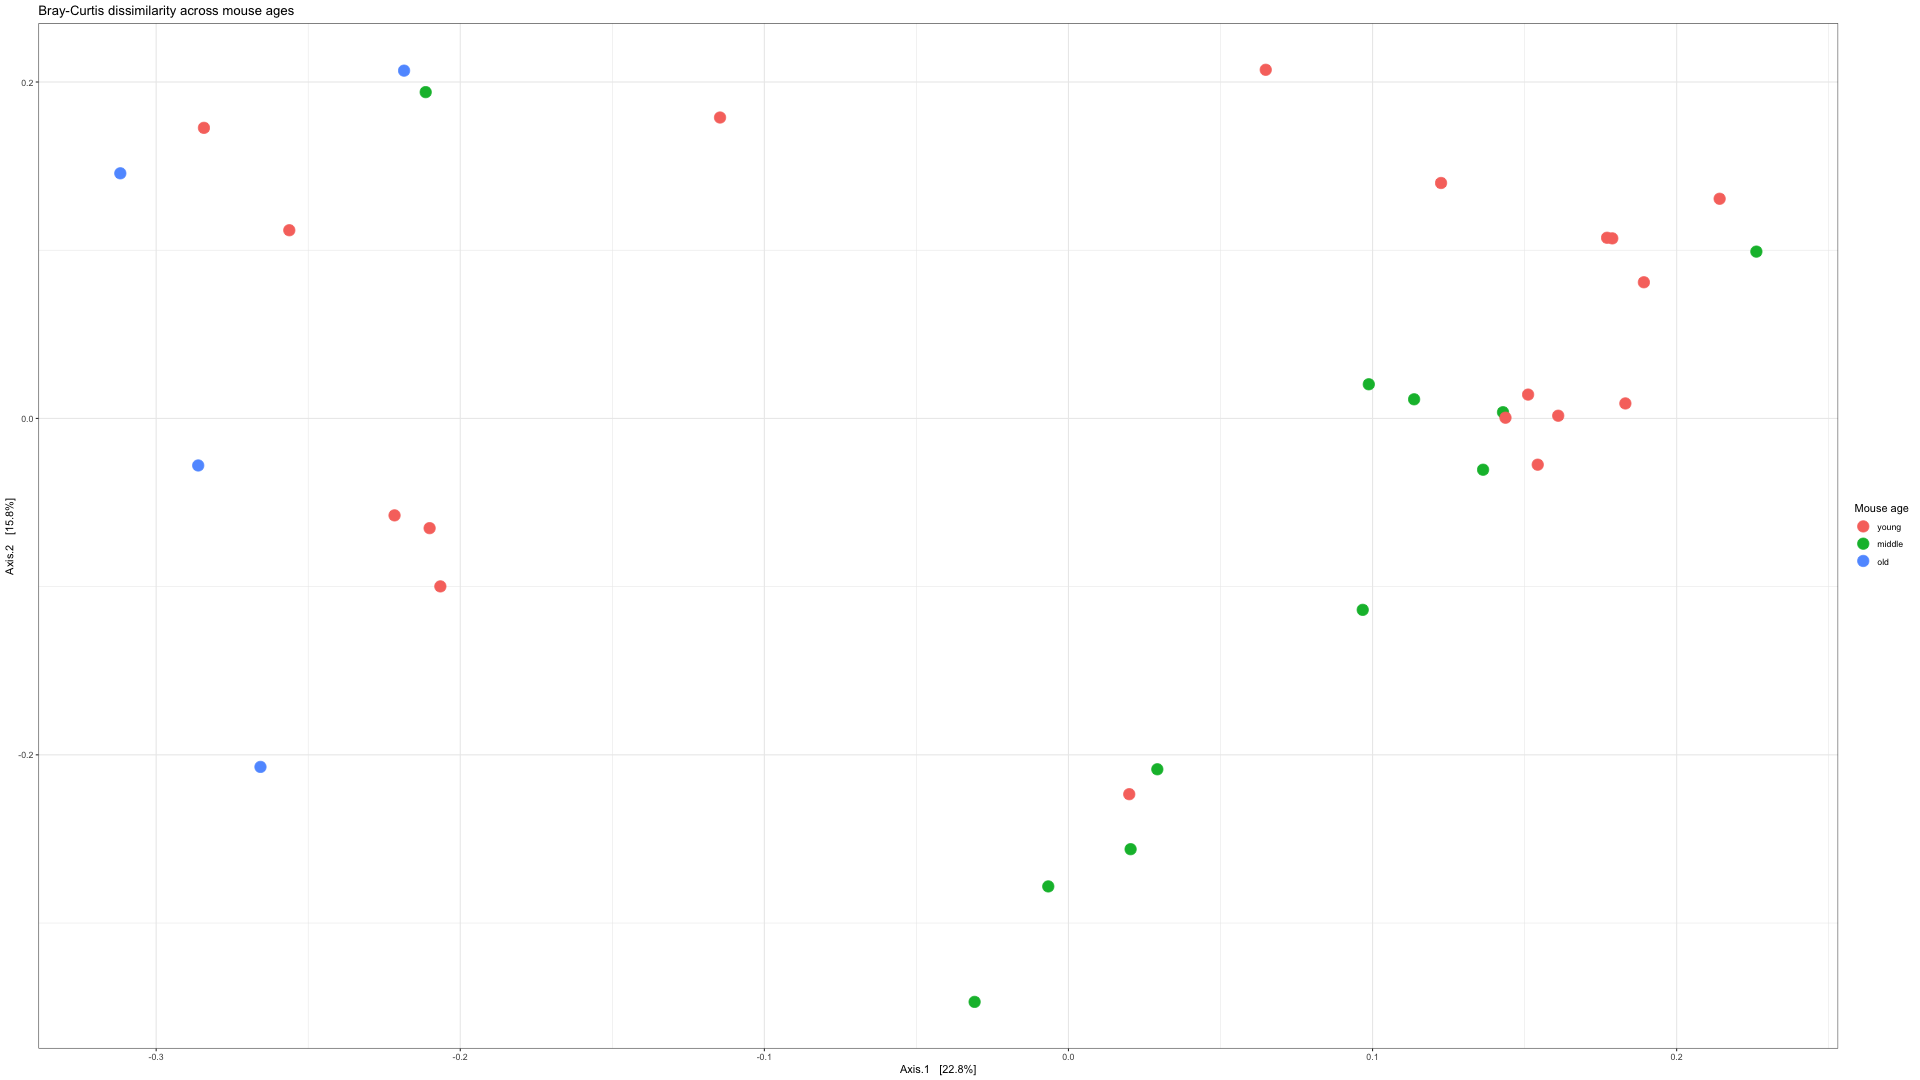 Bray-Curtis dissimilarity across mouse ages
0.2
0.0
-0.2
Axis.2 [15.8%]
-0.3
-0.2
-0.1
0.0
0.1
0.2
Axis.1 [22.8%]
Mouse age
young
middle
old